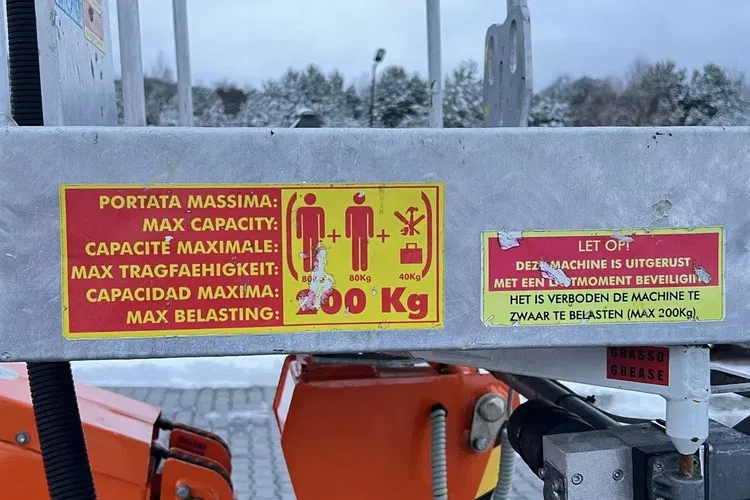 PORTATA MASSIMA:
MAX CAPACITY:
CAPACITÉ MAXIMALE:
MAX TRAGFAEHIGKEIT:
CAPACIDAD MAXIMA:
MAX BELASTING:
( + + )
80Kg 80Kg 40Kg
200 Kg
LET OP!
DEZE MACHINE IS UITGERUST
MET EEN LASTMOMENT BEVEILIGING
HET IS VERBODEN DE MACHINE TE
ZWAAR TE BELASTEN (MAX 200Kg)
GRASSO
GREASE